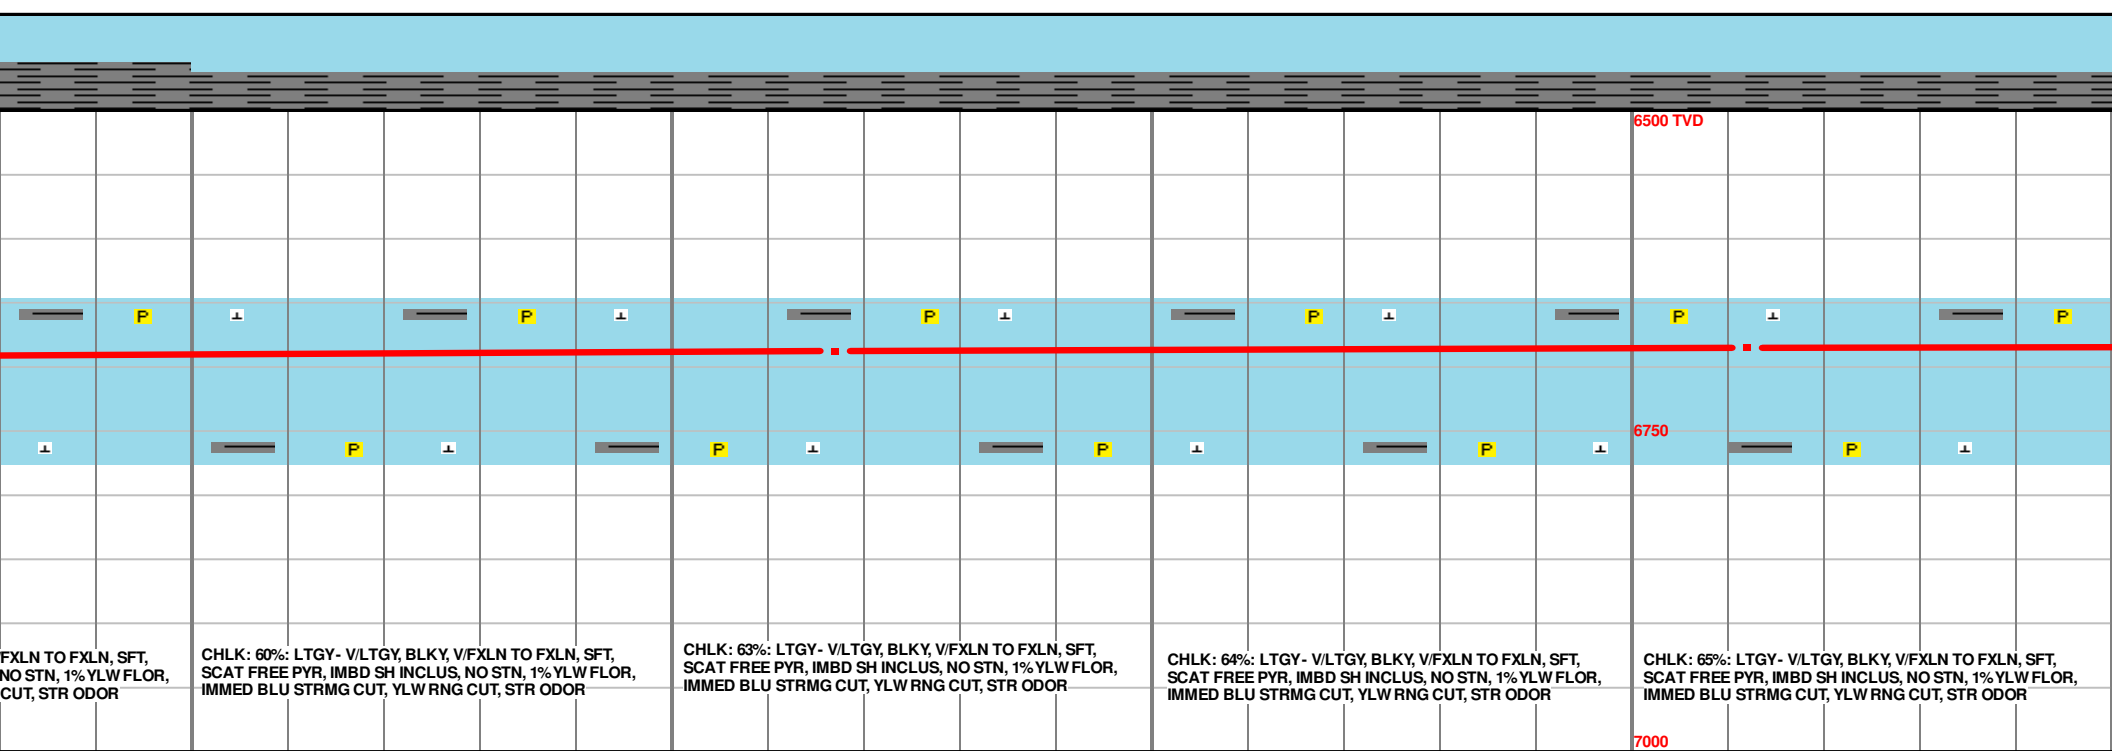 6500 TVD
P
P
P
P
P
P
6750
P
P
P
P
P
FXLN TO FXLN, SFT,
NO STN, 1% YLW FLOR,
CUT, STR ODOR
CHLK: 60%: LTGY- V/LTGY, BLKY, V/FXLN TO FXLN, SFT,
SCAT FREE PYR, IMBD SH INCLUS, NO STN, 1% YLW FLOR,
IMMED BLU STRMG CUT, YLW RNG CUT, STR ODOR
CHLK: 63%: LTGY- V/LTGY, BLKY, V/FXLN TO FXLN, SFT,
SCAT FREE PYR, IMBD SH INCLUS, NO STN, 1% YLW FLOR,
IMMED BLU STRMG CUT, YLW RNG CUT, STR ODOR
CHLK: 64%: LTGY- V/LTGY, BLKY, V/FXLN TO FXLN, SFT,
SCAT FREE PYR, IMBD SH INCLUS, NO STN, 1% YLW FLOR,
IMMED BLU STRMG CUT, YLW RNG CUT, STR ODOR
CHLK: 65%: LTGY- V/LTGY, BLKY, V/FXLN TO FXLN, SFT,
SCAT FREE PYR, IMBD SH INCLUS, NO STN, 1% YLW FLOR,
IMMED BLU STRMG CUT, YLW RNG CUT, STR ODOR
7000